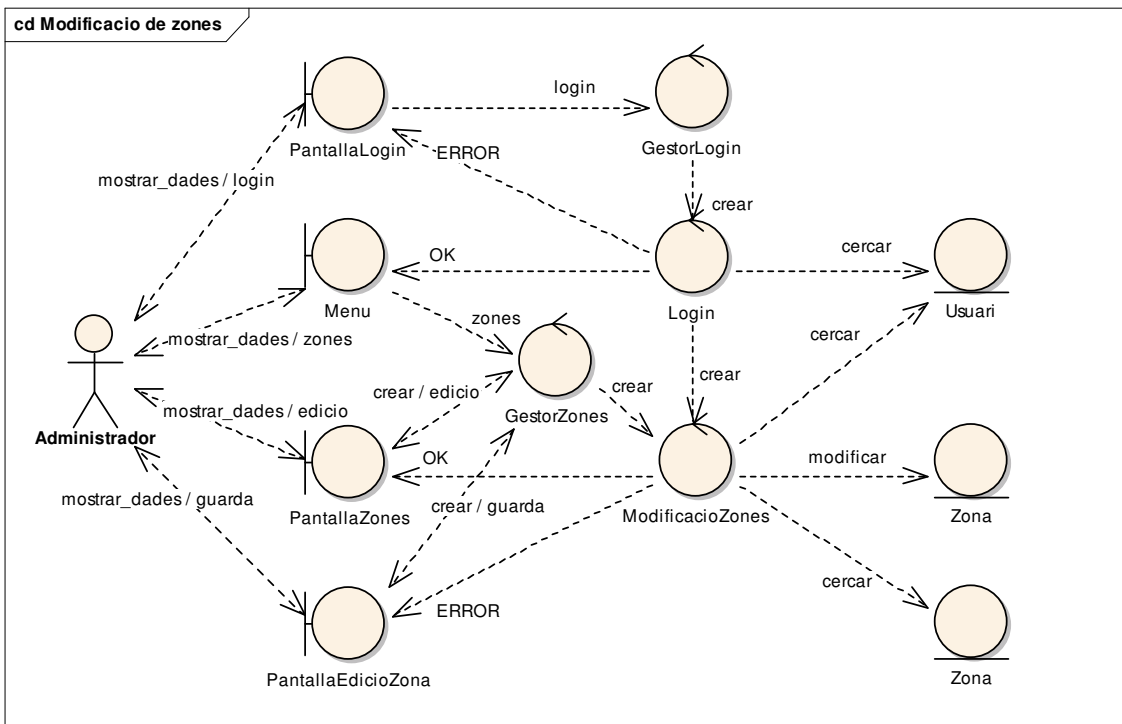 cd Modificacio de zones
login
PantallaLogin
ERROR
GestorLogin
mostrar_dades / login
crear
OK
cercar
Menu
Login
Usuari
zones
mostrar_dades / zones
cercar
crear / edicio
crear
crear
mostrar_dades / edicio
GestorZones
Administrador
OK
modificar
mostrar_dades / guarda
PantallaZones
crear / guarda
ModificacioZones
Zona
cercar
ERROR
PantallaEdicioZona
Zona